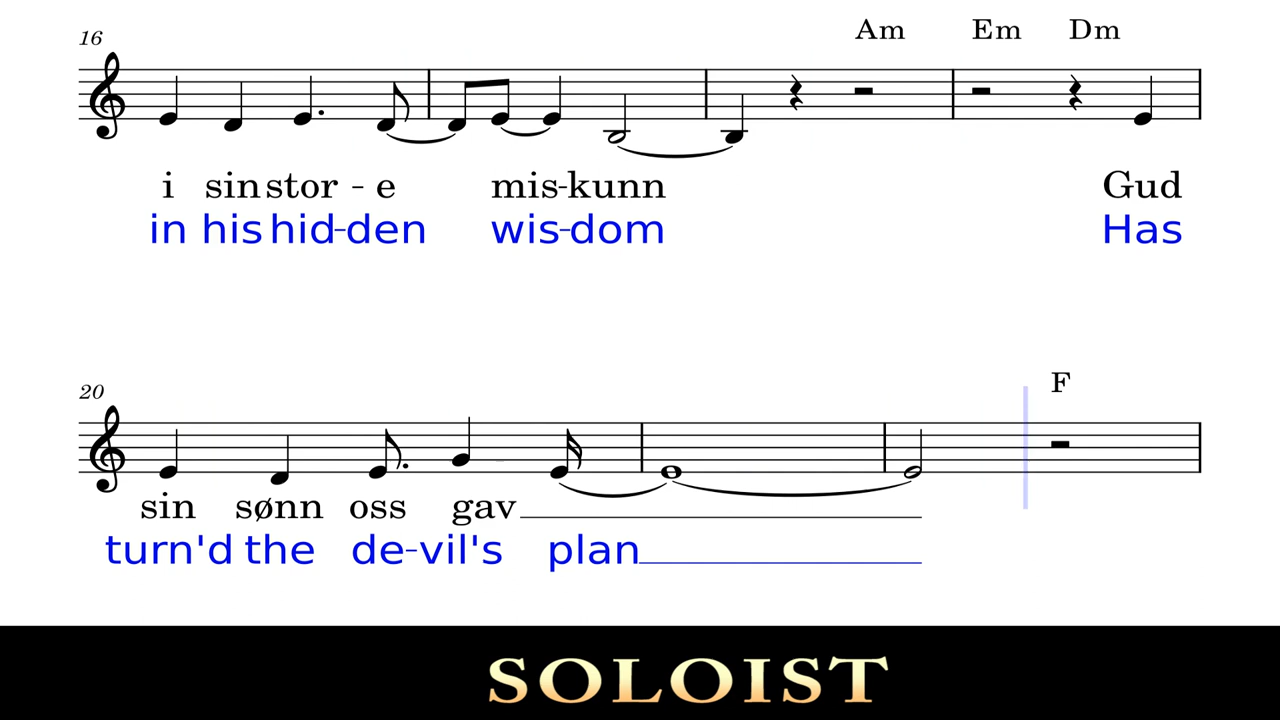 16 Am Em Dm
i sin stor - e mis-kunn Gud
in his hid-den wis-dom Has
20 F
sin sønn oss gav
turn'd the de-vil's plan
SOLOIST